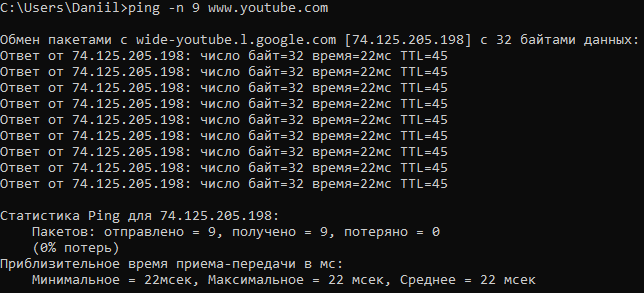 C:\Users\Daniil>ping -n 9 www.youtube.com
Обмен пакетами с wide-youtube.l.google.com [74.125.205.198] с 32 байтами данных:
Ответ от 74.125.205.198: число байт=32 время=22мс TTL=45
Ответ от 74.125.205.198: число байт=32 время=22мс TTL=45
Ответ от 74.125.205.198: число байт=32 время=22мс TTL=45
Ответ от 74.125.205.198: число байт=32 время=22мс TTL=45
Ответ от 74.125.205.198: число байт=32 время=22мс TTL=45
Ответ от 74.125.205.198: число байт=32 время=22мс TTL=45
Ответ от 74.125.205.198: число байт=32 время=22мс TTL=45
Ответ от 74.125.205.198: число байт=32 время=22мс TTL=45
Ответ от 74.125.205.198: число байт=32 время=22мс TTL=45
Статистика Ping для 74.125.205.198:
Пакетов: отправлено = 9, получено = 9, потеряно = 0
(0% потерь)
Приблизительное время приема-передачи в мс:
Минимальное = 22мсек, Максимальное = 22 мсек, Среднее = 22 мсек